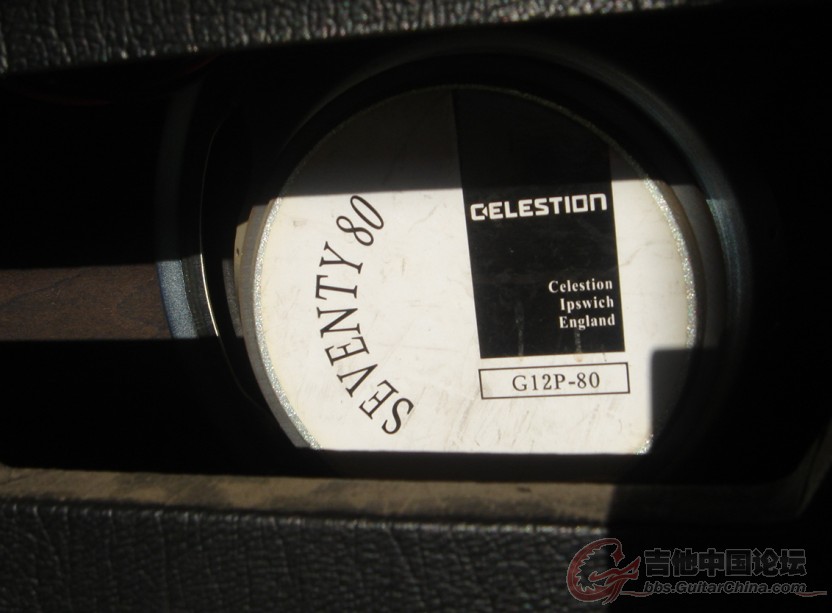 SEVENTY 80
CELESTION
Celestion
Ipswich
England
G12P-80
吉他中国论坛
bbs.GuitarChina.com